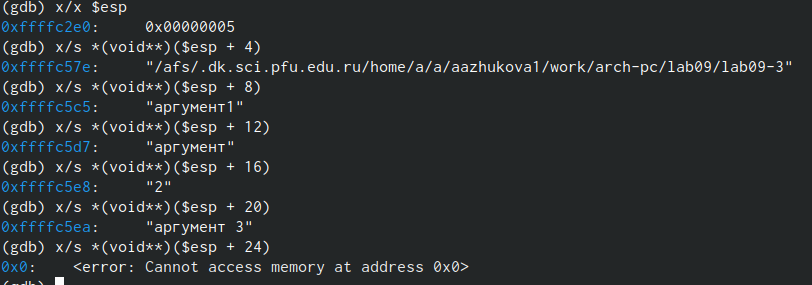 (gdb) x/x $esp
0xffffc2e0:     0x00000005
(gdb) x/s *(void**)($esp + 4)
0xffffc57e:     "/afs/.dk.sci.pfu.edu.ru/home/a/a/aazhukova1/work/arch-pc/lab09/lab09-3"
(gdb) x/s *(void**)($esp + 8)
0xffffc5c5:     "аргумент1"
(gdb) x/s *(void**)($esp + 12)
0xffffc5d7:     "аргумент"
(gdb) x/s *(void**)($esp + 16)
0xffffc5e8:     "2"
(gdb) x/s *(void**)($esp + 20)
0xffffc5ea:     "аргумент 3"
(gdb) x/s *(void**)($esp + 24)
0x0:    <error: Cannot access memory at address 0x0>
(gdb)